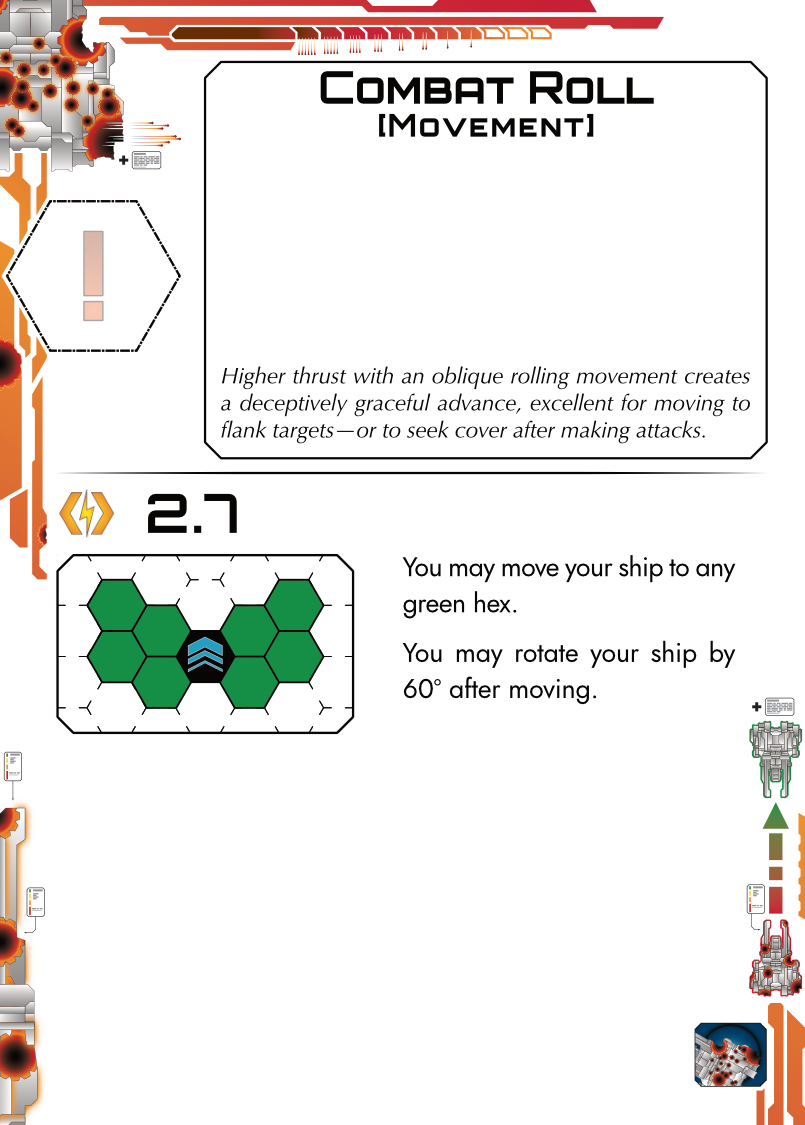 Combat Roll
[Movement]
Higher thrust with an oblique rolling movement creates
a deceptively graceful advance, excellent for moving to
flank targets—or to seek cover after making attacks.
2.7
You may move your ship to any
green hex.
You may rotate your ship by
60° after moving.